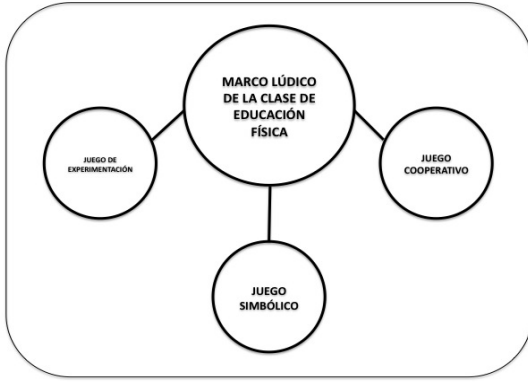 MARCO LÚDICO
DE LA CLASE DE
EDUCACIÓN
FÍSICA
JUEGO DE
EXPERIMENTACIÓN
JUEGO
COOPERATIVO
JUEGO
SIMBÓLICO